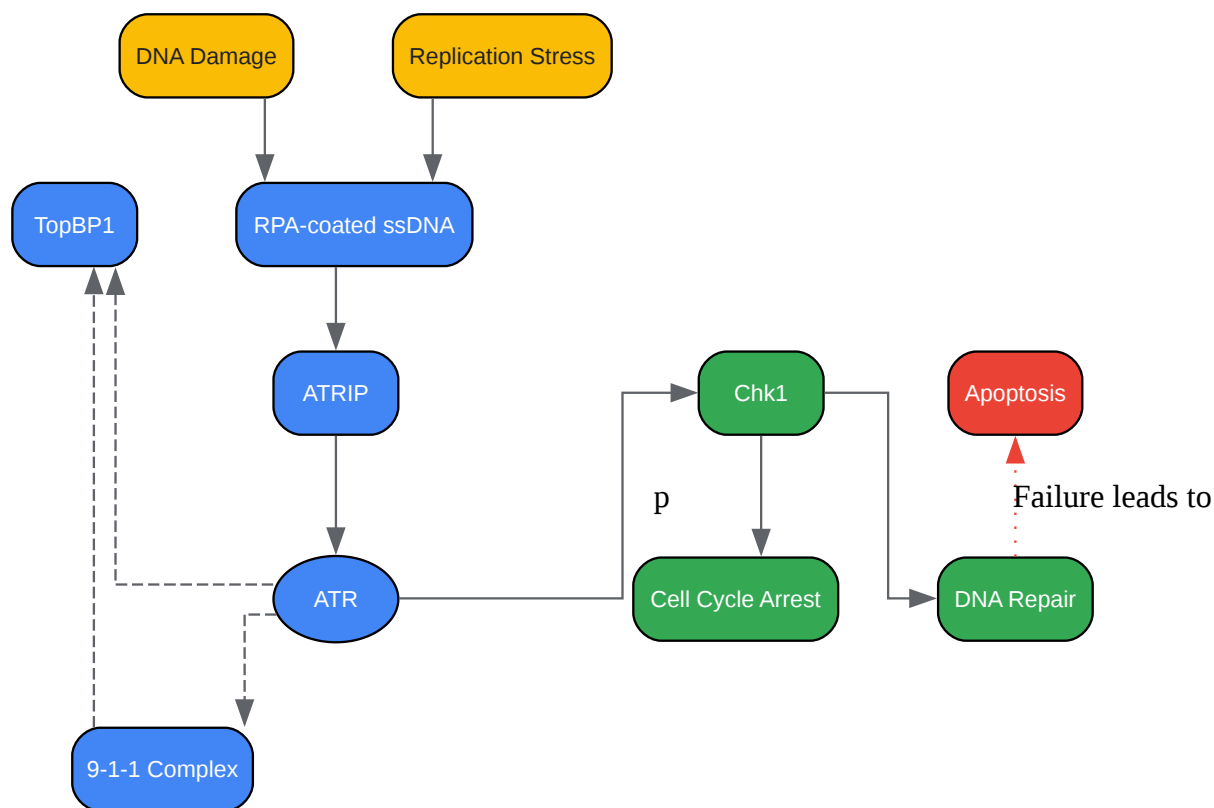 DNA Damage
Replication Stress
TopBP1
RPA-coated ssDNA
ATRIP
Chk1
Apoptosis
p
Failure leads to
ATR
Cell Cycle Arrest
DNA Repair
9-1-1 Complex